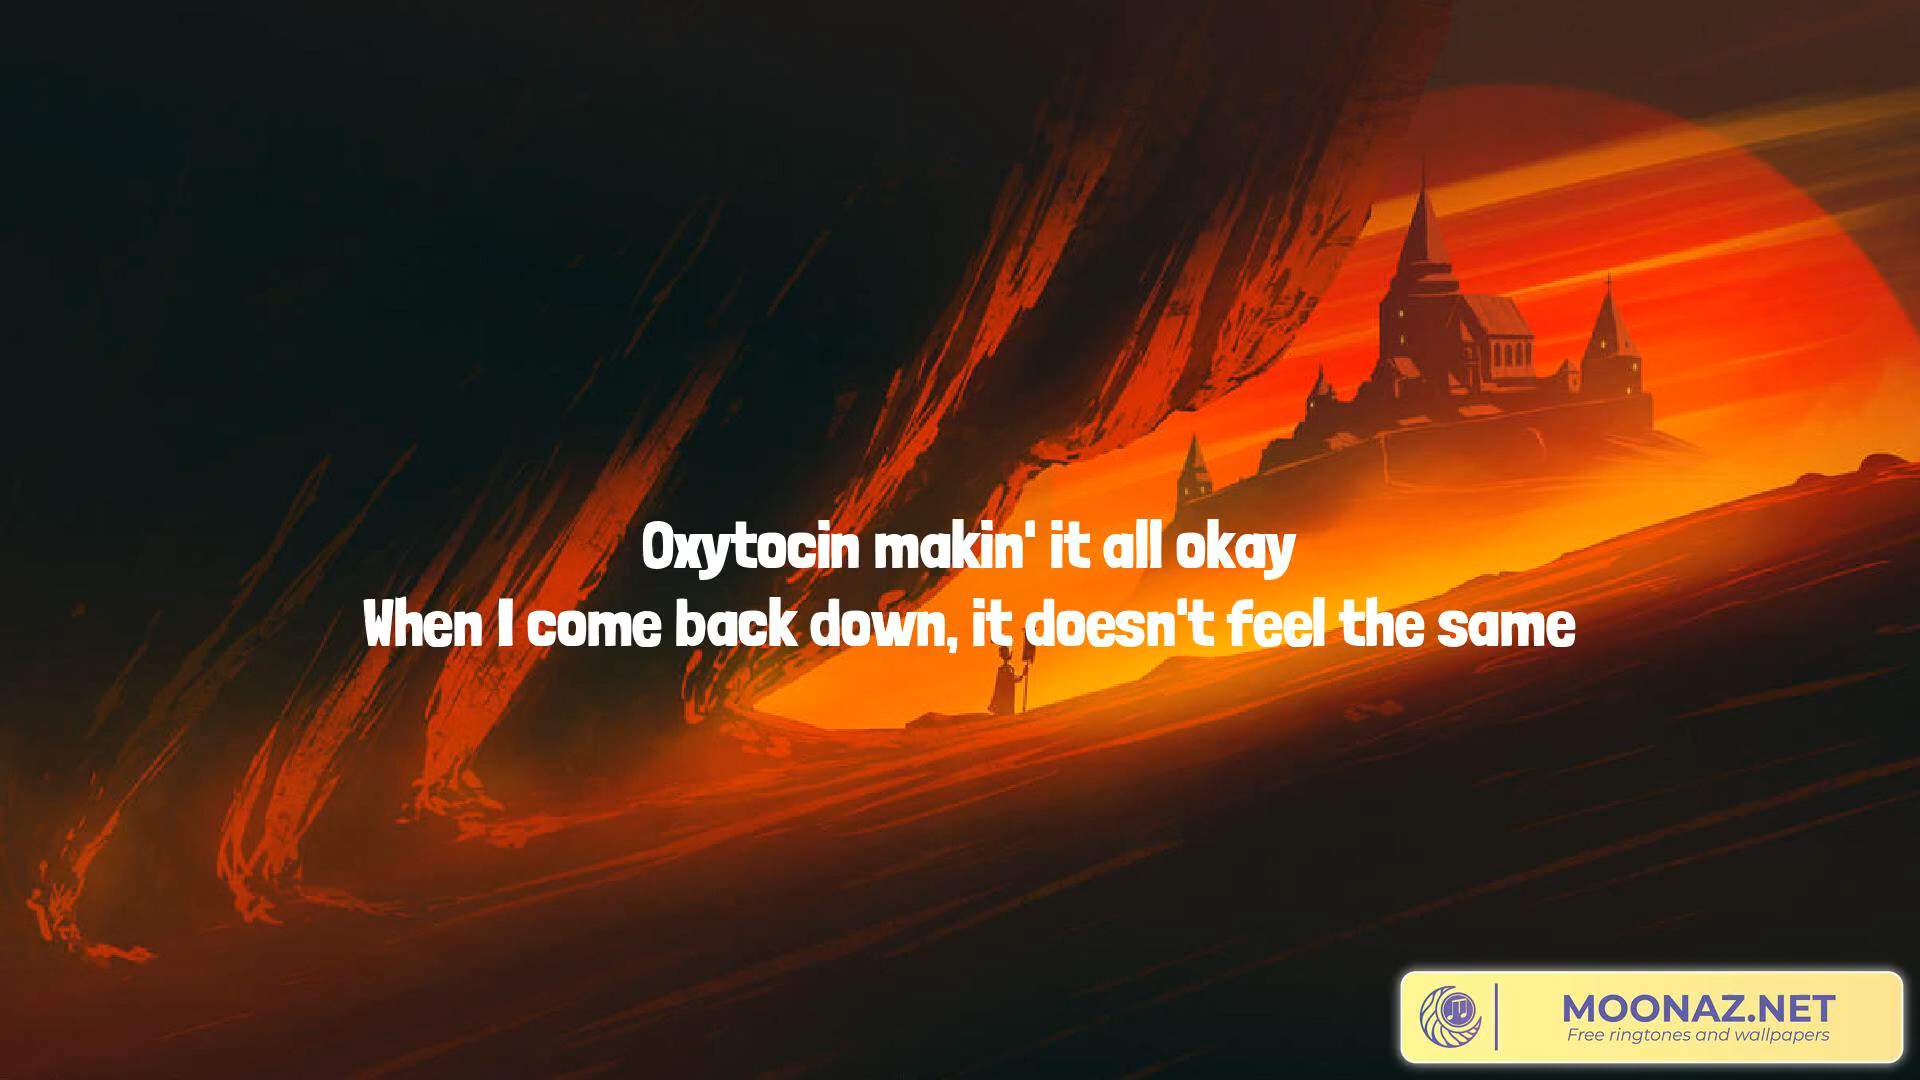 Oxytocin makin' it all okay
When I come back down, it doesn't feel the same
MOONAZ.NET
Free ringtones and wallpapers